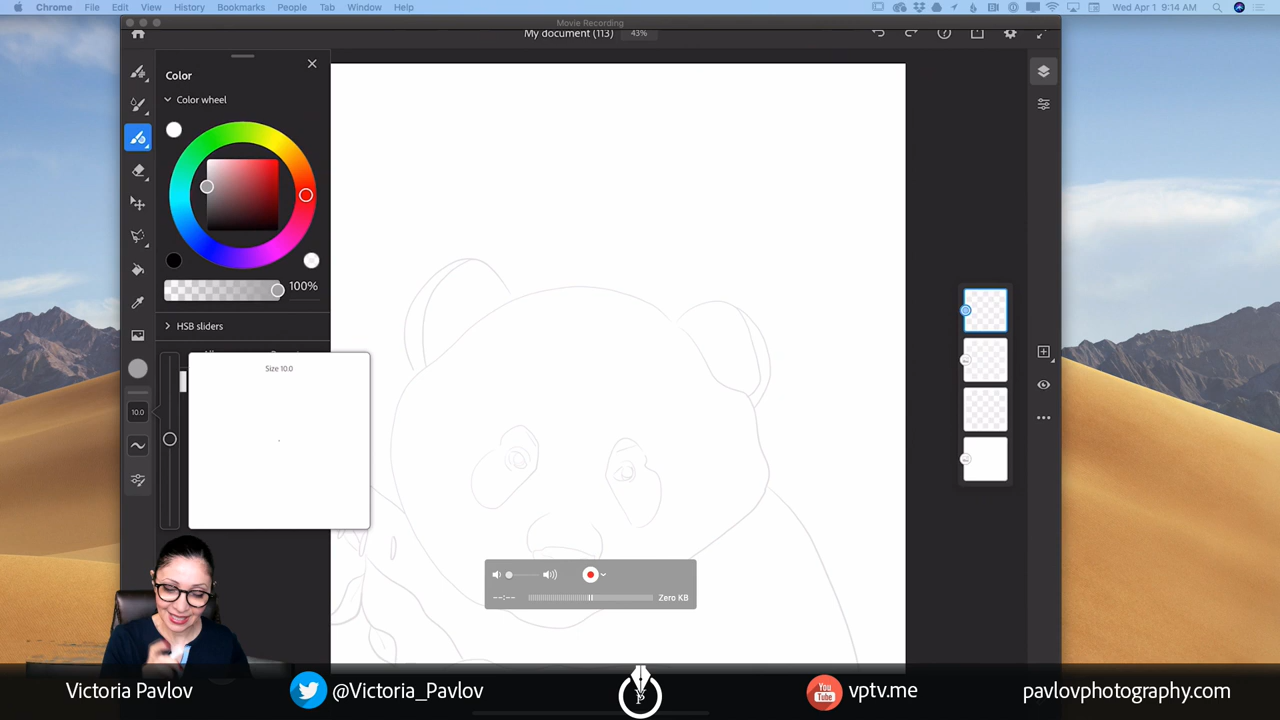 Chrome File Edit View History Bookmarks People Tab Window Help Wed Apr 1 9:14 AM
Movie Recording
My document (113) 43%
Color
Color wheel
100%
HSB sliders
Size 10.0
10.0
--:-- Zero KB
Victoria Pavlov @Victoria_Pavlov You Tube vptv.me pavlovphotography.com